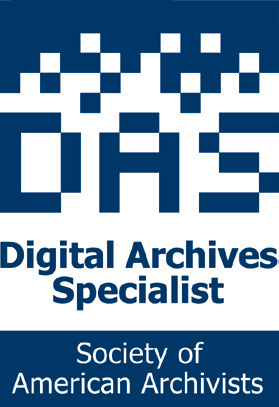 DAS
Digital Archives
Specialist
Society of
American Archivists